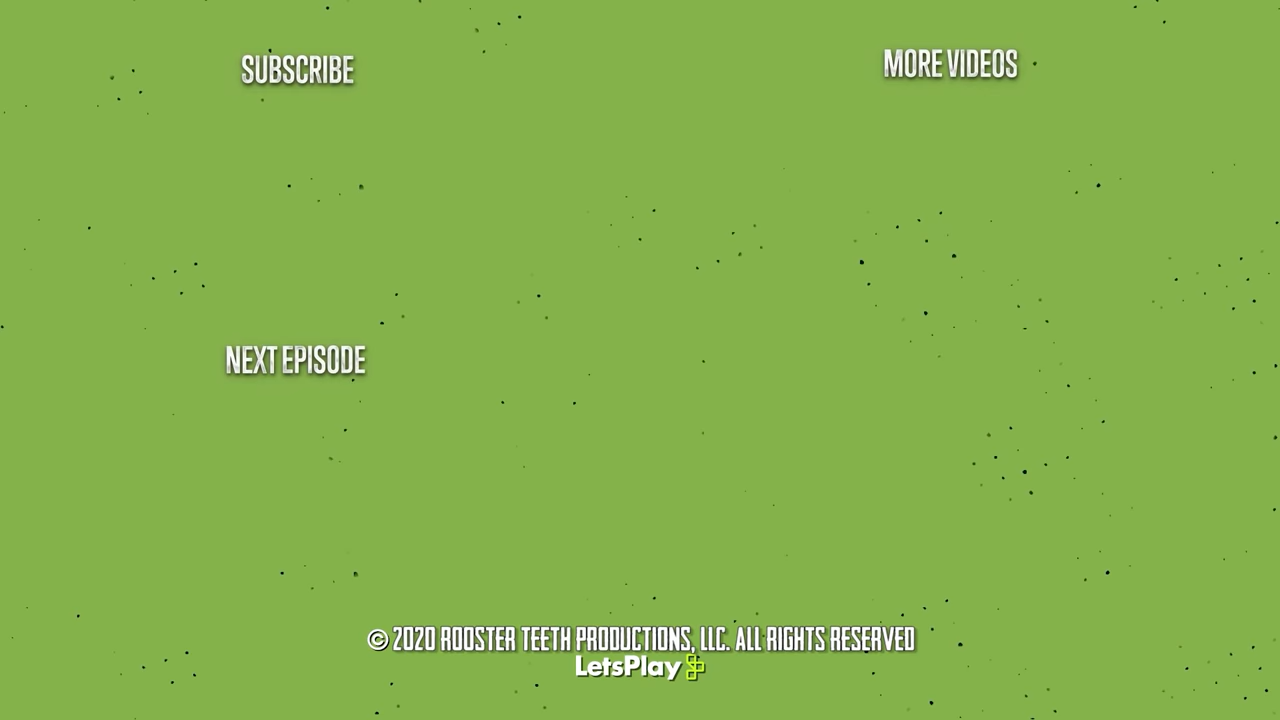 SUBSCRIBE
MORE VIDEOS
NEXT EPISODE
© 2020 ROOSTER TEETH PRODUCTIONS, LLC. ALL RIGHTS RESERVED
LetsPlay